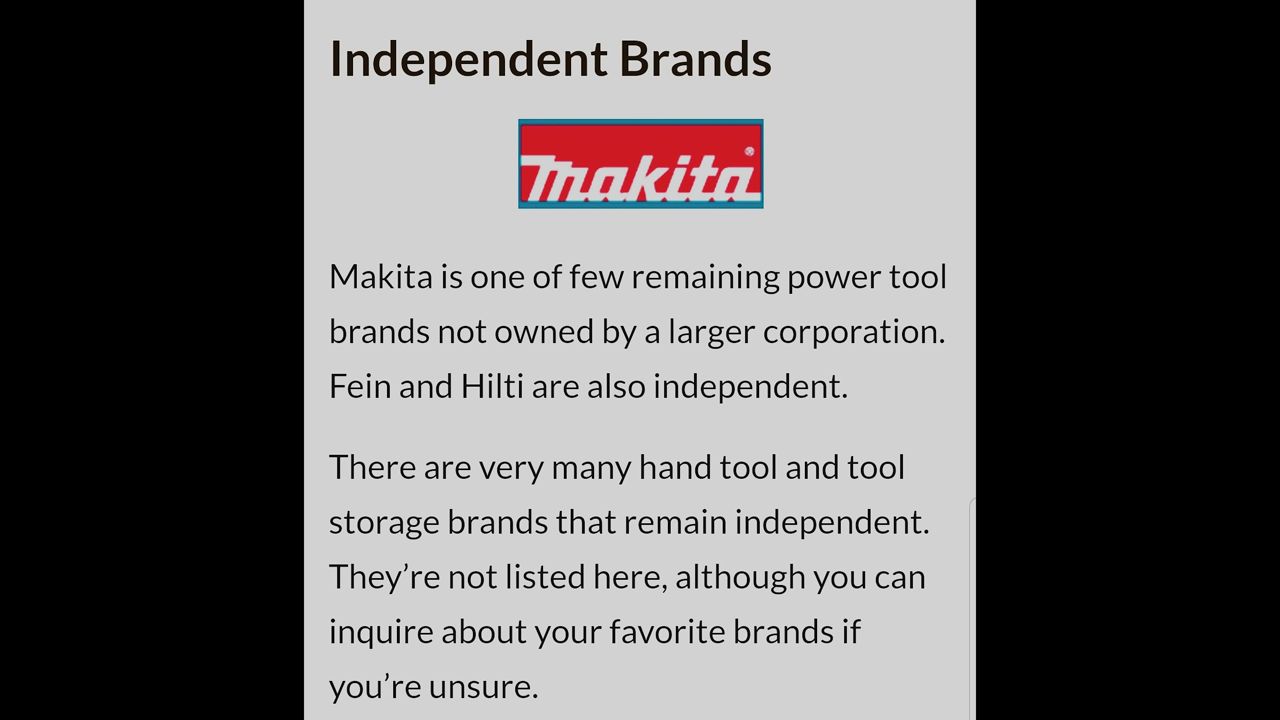 Independent Brands
makita®
Makita is one of few remaining power tool
brands not owned by a larger corporation.
Fein and Hilti are also independent.
There are very many hand tool and tool
storage brands that remain independent.
They’re not listed here, although you can
inquire about your favorite brands if
you’re unsure.